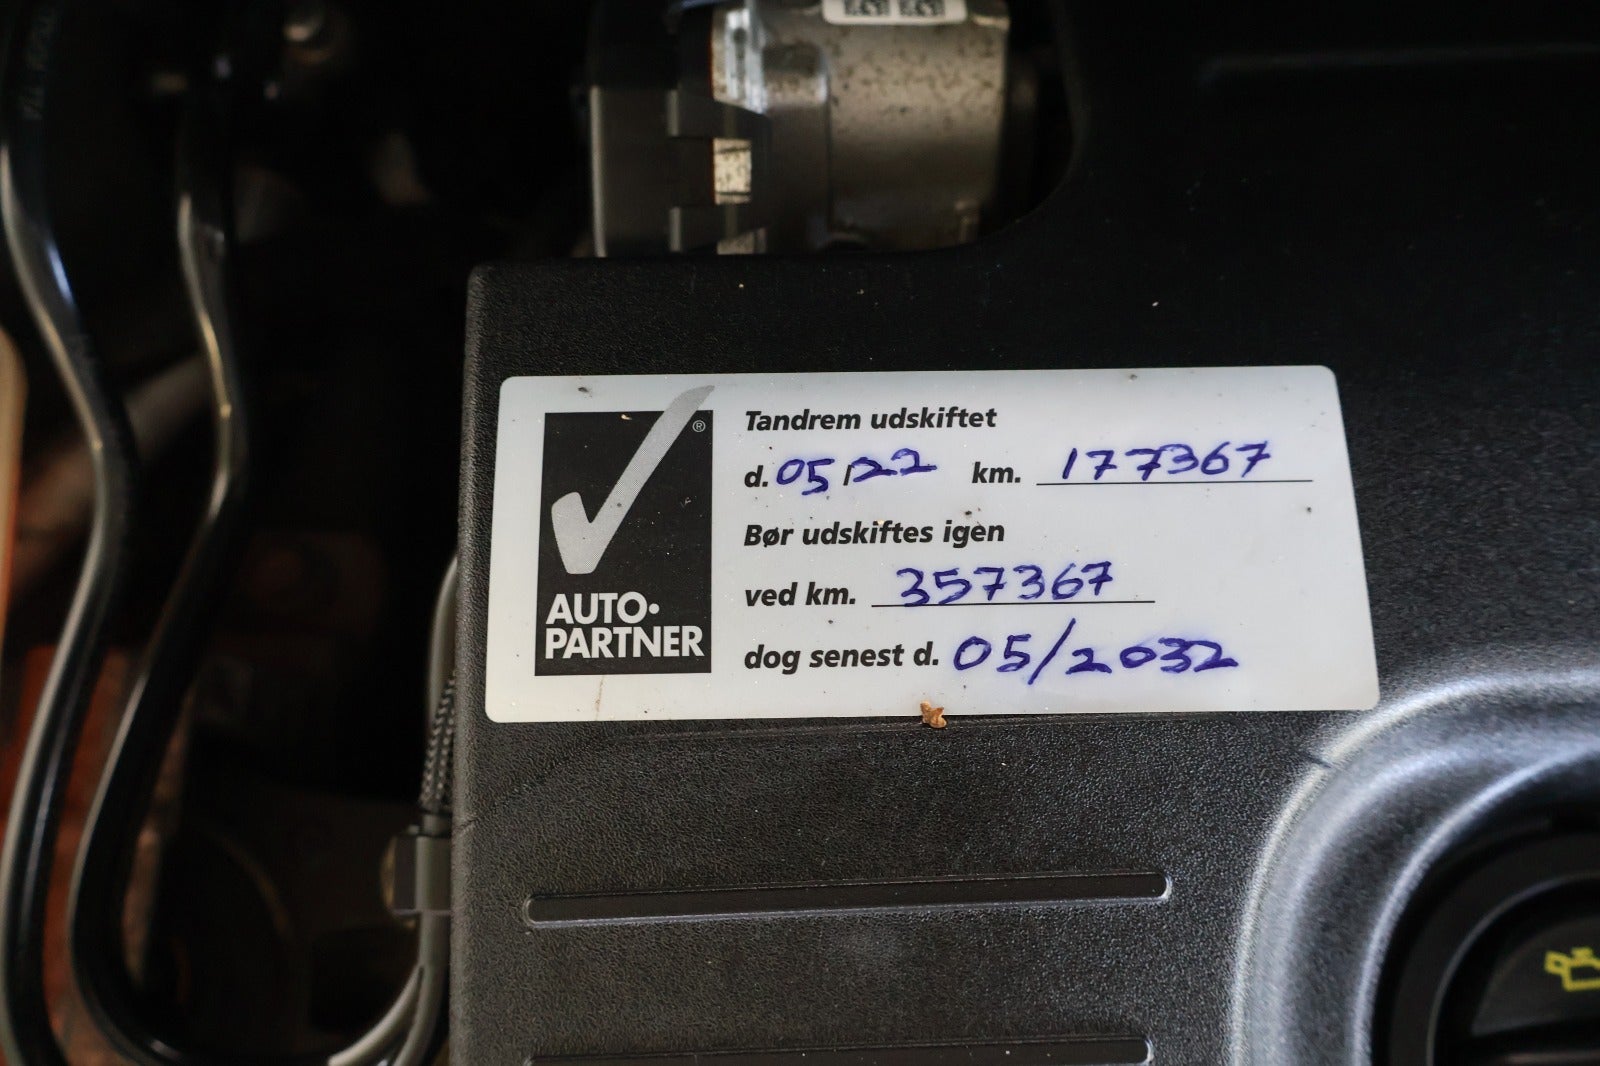 ®
AUTO•
PARTNER
Tandrem udskiftet
d. 05/22 km. 177367
Bør udskiftes igen
ved km. 357367
dog senest d. 05/2032